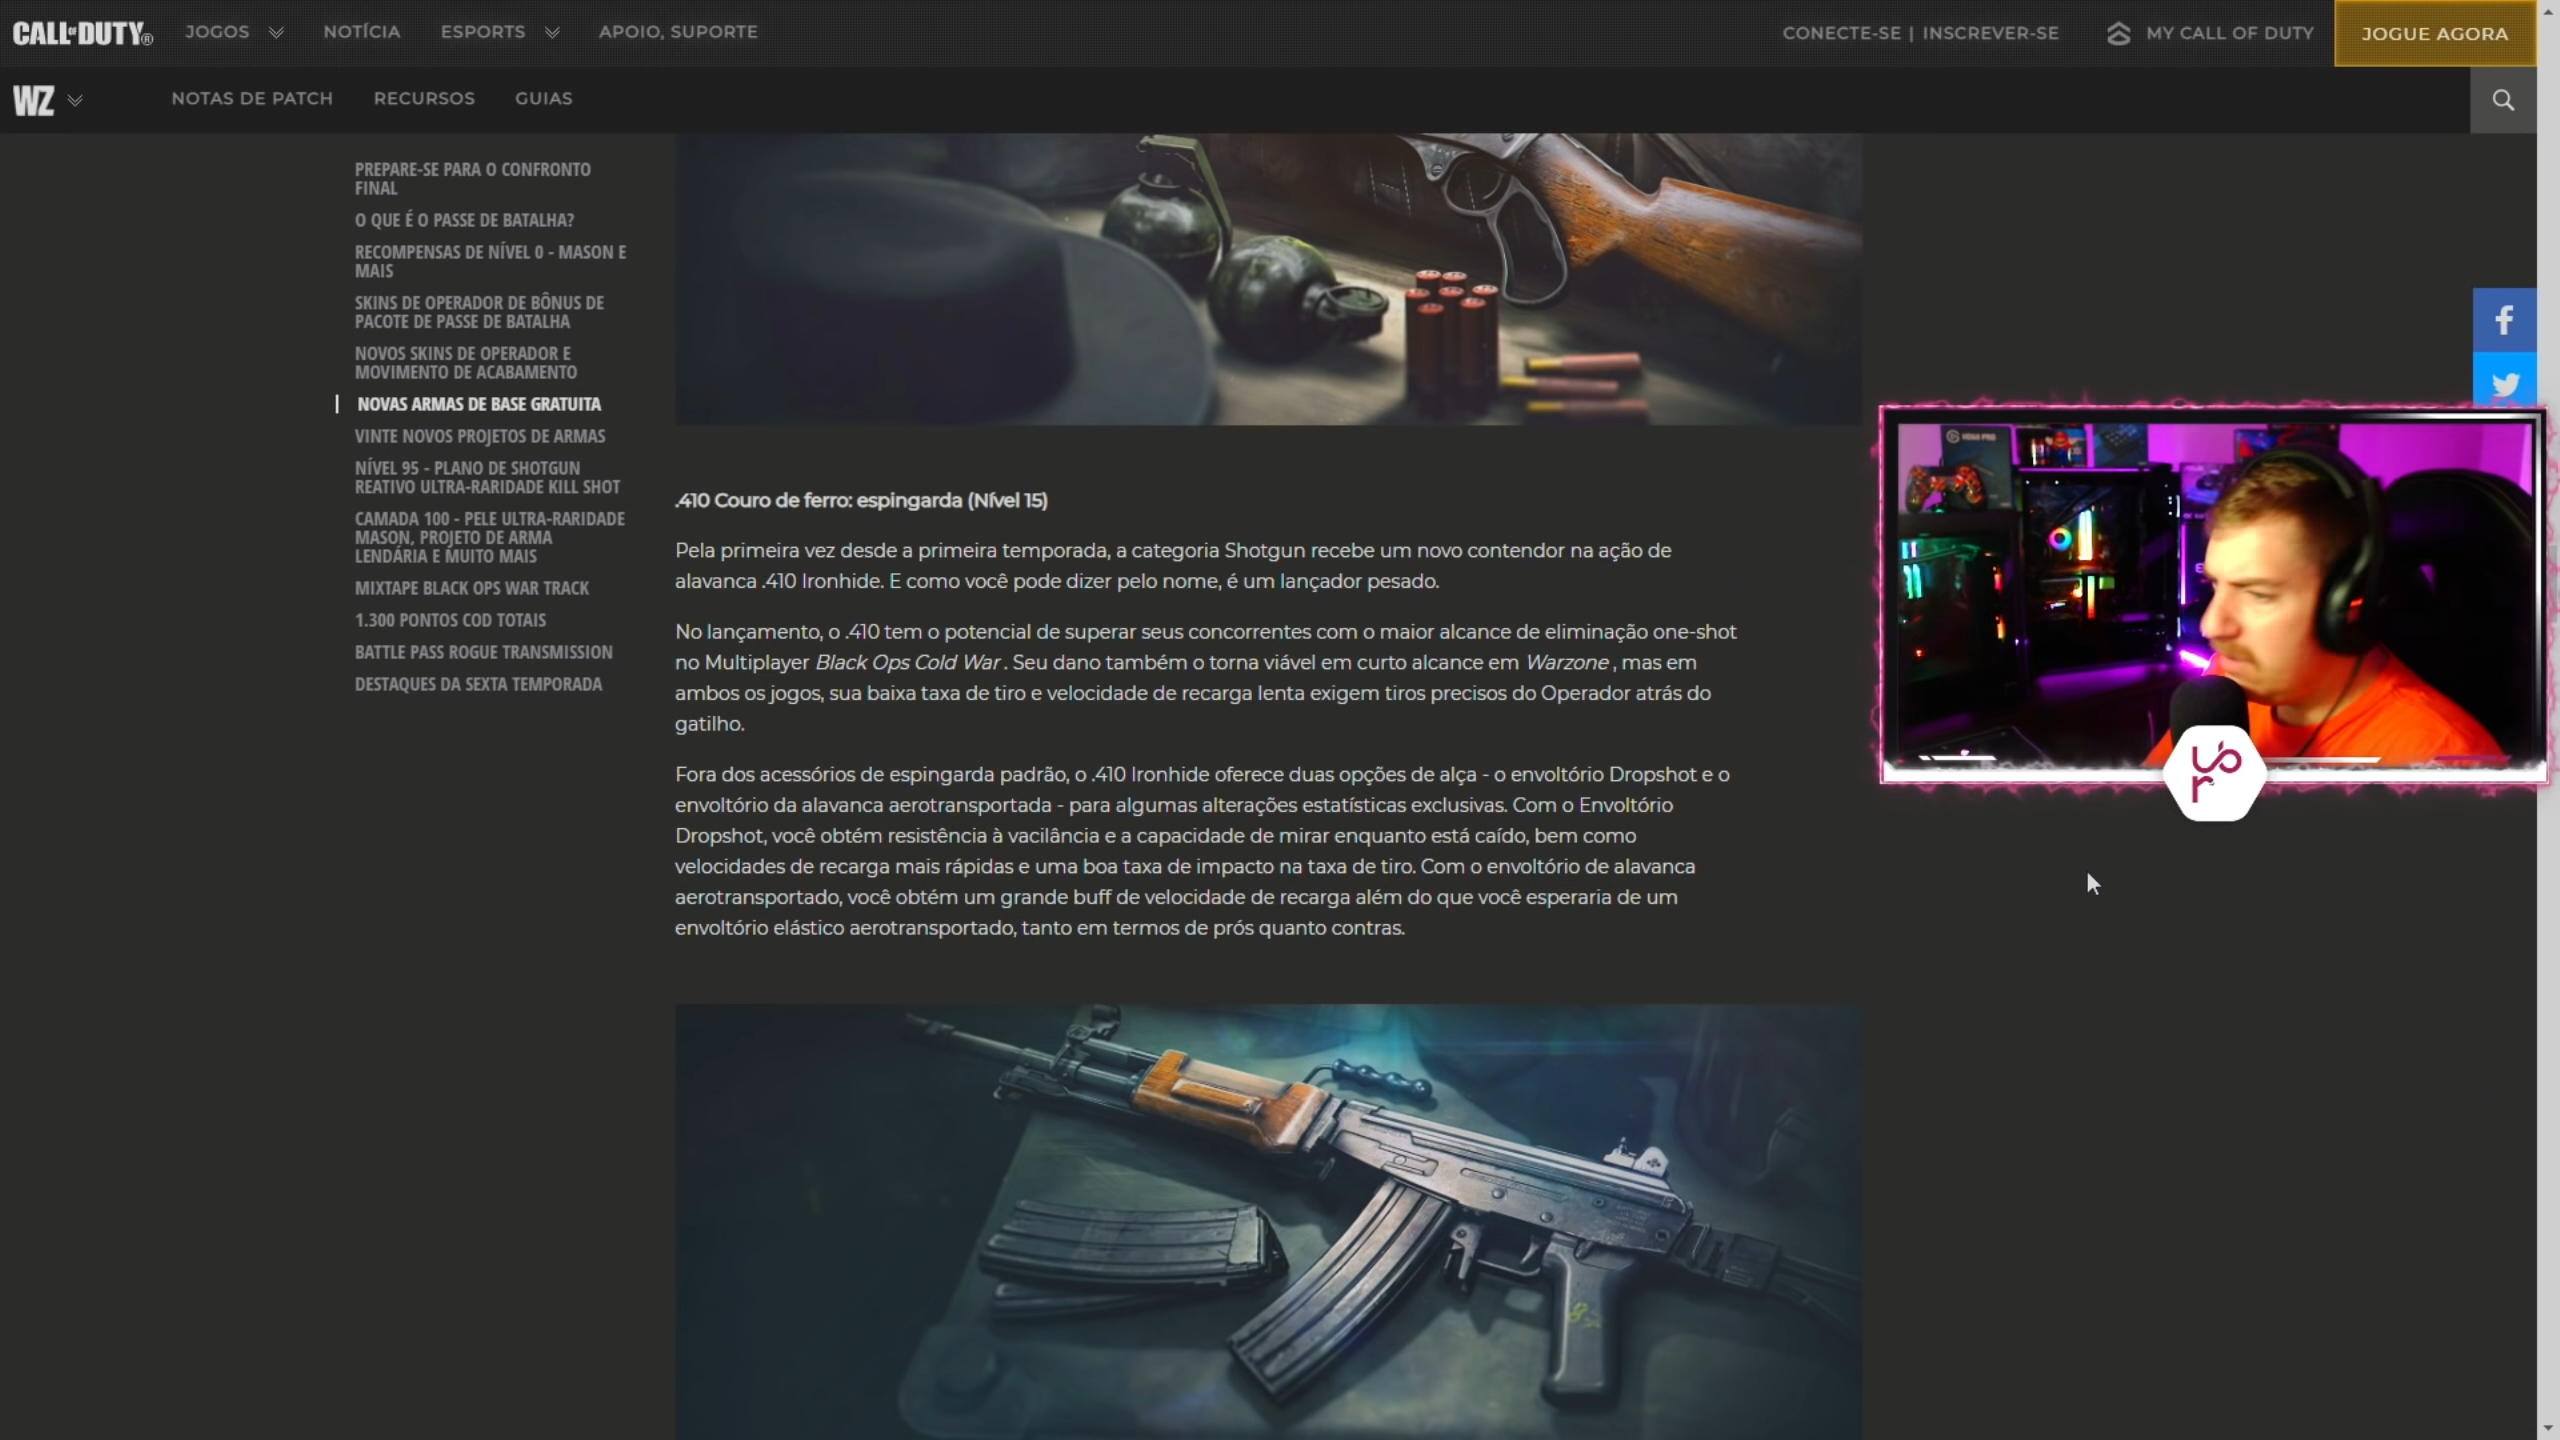 CALL OF DUTY®
JOGOS
NOTÍCIA
ESPORTS
APOIO, SUPORTE
CONECTE-SE | INSCREVER-SE
MY CALL OF DUTY
JOGUE AGORA
WZ
NOTAS DE PATCH
RECURSOS
GUIAS
PREPARE-SE PARA O CONFRONTO
FINAL
O QUE É O PASSE DE BATALHA?
RECOMPENSAS DE NÍVEL 0 - MASON E
MAIS
SKINS DE OPERADOR DE BÔNUS DE
PACOTE DE PASSE DE BATALHA
NOVOS SKINS DE OPERADOR E
MOVIMENTO DE ACABAMENTO
NOVAS ARMAS DE BASE GRATUITA
VINTE NOVOS PROJETOS DE ARMAS
NÍVEL 95 - PLANO DE SHOTGUN
REATIVO ULTRA-RARIDADE KILL SHOT
CAMADA 100 - PELE ULTRA-RARIDADE
MASON, PROJETO DE ARMA
LENDÁRIA E MUITO MAIS
MIXTAPE BLACK OPS WAR TRACK
1.300 PONTOS COD TOTAIS
BATTLE PASS ROGUE TRANSMISSION
DESTAQUES DA SEXTA TEMPORADA
.410 Couro de ferro: espingarda (Nível 15)
Pela primeira vez desde a primeira temporada, a categoria Shotgun recebe um novo contendor na ação de
alavanca .410 Ironhide. E como você pode dizer pelo nome, é um lançador pesado.
No lançamento, o .410 tem o potencial de superar seus concorrentes com o maior alcance de eliminação one-shot
no Multiplayer Black Ops Cold War . Seu dano também o torna viável em curto alcance em Warzone , mas em
ambos os jogos, sua baixa taxa de tiro e velocidade de recarga lenta exigem tiros precisos do Operador atrás do
gatilho.
Fora dos acessórios de espingarda padrão, o .410 Ironhide oferece duas opções de alça - o envoltório Dropshot e o
envoltório da alavanca aerotransportada - para algumas alterações estatísticas exclusivas. Com o Envoltório
Dropshot, você obtém resistência à vacilância e a capacidade de mirar enquanto está caído, bem como
velocidades de recarga mais rápidas e uma boa taxa de impacto na taxa de tiro. Com o envoltório de alavanca
aerotransportado, você obtém um grande buff de velocidade de recarga além do que você esperaria de um
envoltório elástico aerotransportado, tanto em termos de prós quanto contras.